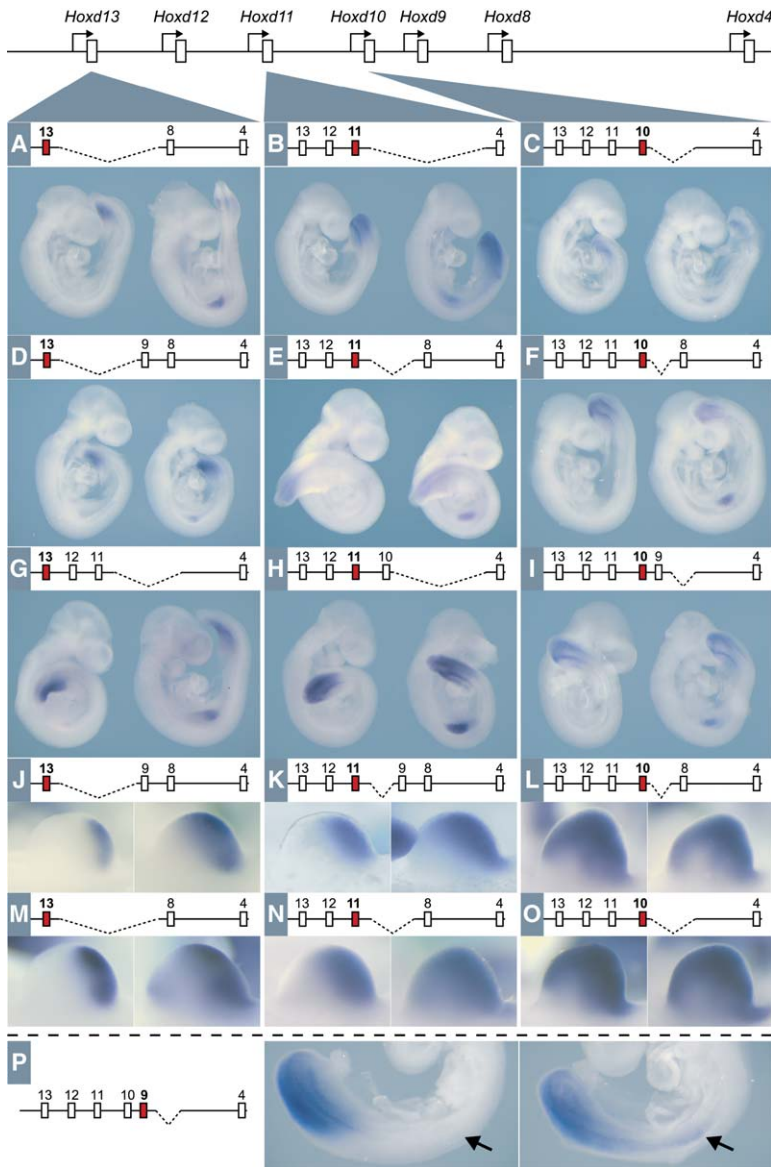 Hoxd13 Hoxd12 Hoxd11 Hoxd10 Hoxd9 Hoxd8 Hoxd4
A 13 8 4
B 13 12 11 4
C 13 12 11 10 4
D 13 9 8 4
E 13 12 11 8 4
F 13 12 11 10 8 4
G 13 12 11 4
H 13 12 11 10 4
I 13 12 11 10 9 4
J 13 9 8 4
K 13 12 11 9 8 4
L 13 12 11 10 8 4
M 13 8 4
N 13 12 11 8 4
O 13 12 11 10 4
P
13 12 11 10 9 4